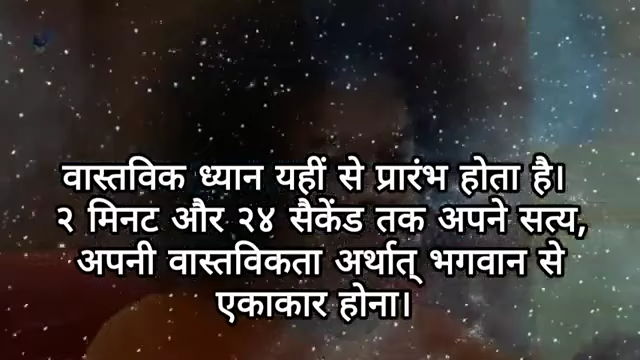 वास्तविक ध्यान यहीं से प्रारंभ होता है।
२ मिनट और २४ सैकेंड तक अपने सत्य,
अपनी वास्तविकता अर्थात् भगवान से
एकाकार होना।